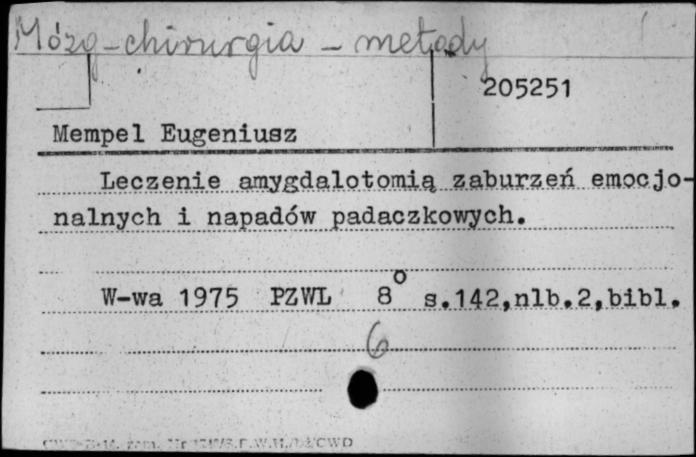 Mózg - chirurgia - metody
205251
Mempel Eugeniusz
Leczenie amygdalotomią zaburzeń emocjo-
nalnych i napadów padaczkowych.
W-wa 1975 PZWL 8° s.142,nlb.2,bibl.
6